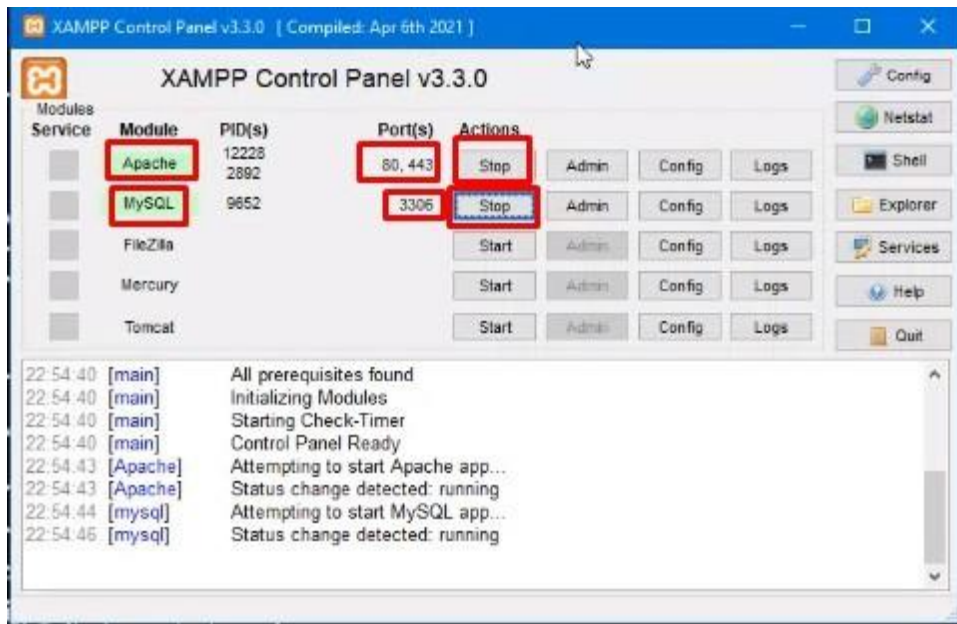 XAMPP Control Panel v3.3.0 [ Compiled: Apr 6th 2021 ]
XAMPP Control Panel v3.3.0
Config
Modules
Netstat
Service Module PID(s) Port(s) Actions
Apache 12228 2892 80, 443 Stop Admin Config Logs
Shell
MySQL 9652 3306 Stop Admin Config Logs
Explorer
FileZilla Start Admin Config Logs
Services
Mercury Start Admin Config Logs
Help
Tomcat Start Admin Config Logs
Quit
22:54:40 [main] All prerequisites found
22:54:40 [main] Initializing Modules
22:54:40 [main] Starting Check-Timer
22:54:40 [main] Control Panel Ready
22:54:43 [Apache] Attempting to start Apache app...
22:54:43 [Apache] Status change detected: running
22:54:44 [mysql] Attempting to start MySQL app...
22:54:46 [mysql] Status change detected: running